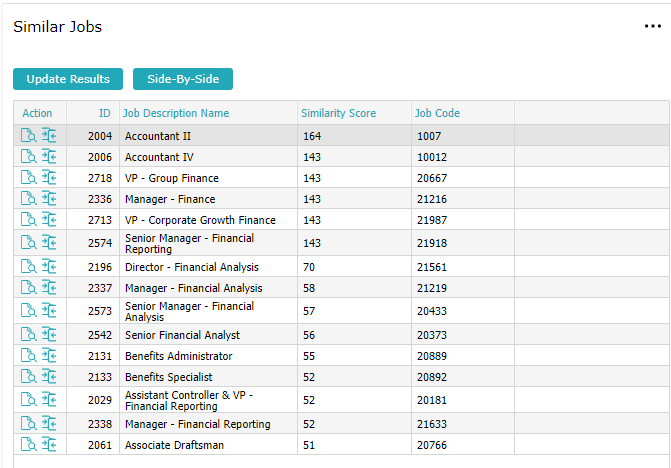 Similar Jobs
Update Results Side-By-Side
Action ID Job Description Name Similarity Score Job Code
2004 Accountant II 164 1007
2006 Accountant IV 143 10012
2718 VP - Group Finance 143 20667
2336 Manager - Finance 143 21216
2713 VP - Corporate Growth Finance 143 21987
2574 Senior Manager - Financial
Reporting 143 21918
2196 Director - Financial Analysis 70 21561
2337 Manager - Financial Analysis 58 21219
2573 Senior Manager - Financial
Analysis 57 20433
2542 Senior Financial Analyst 56 20373
2131 Benefits Administrator 55 20889
2133 Benefits Specialist 52 20892
2029 Assistant Controller & VP -
Financial Reporting 52 20181
2338 Manager - Financial Reporting 52 21633
2061 Associate Draftsman 51 20766